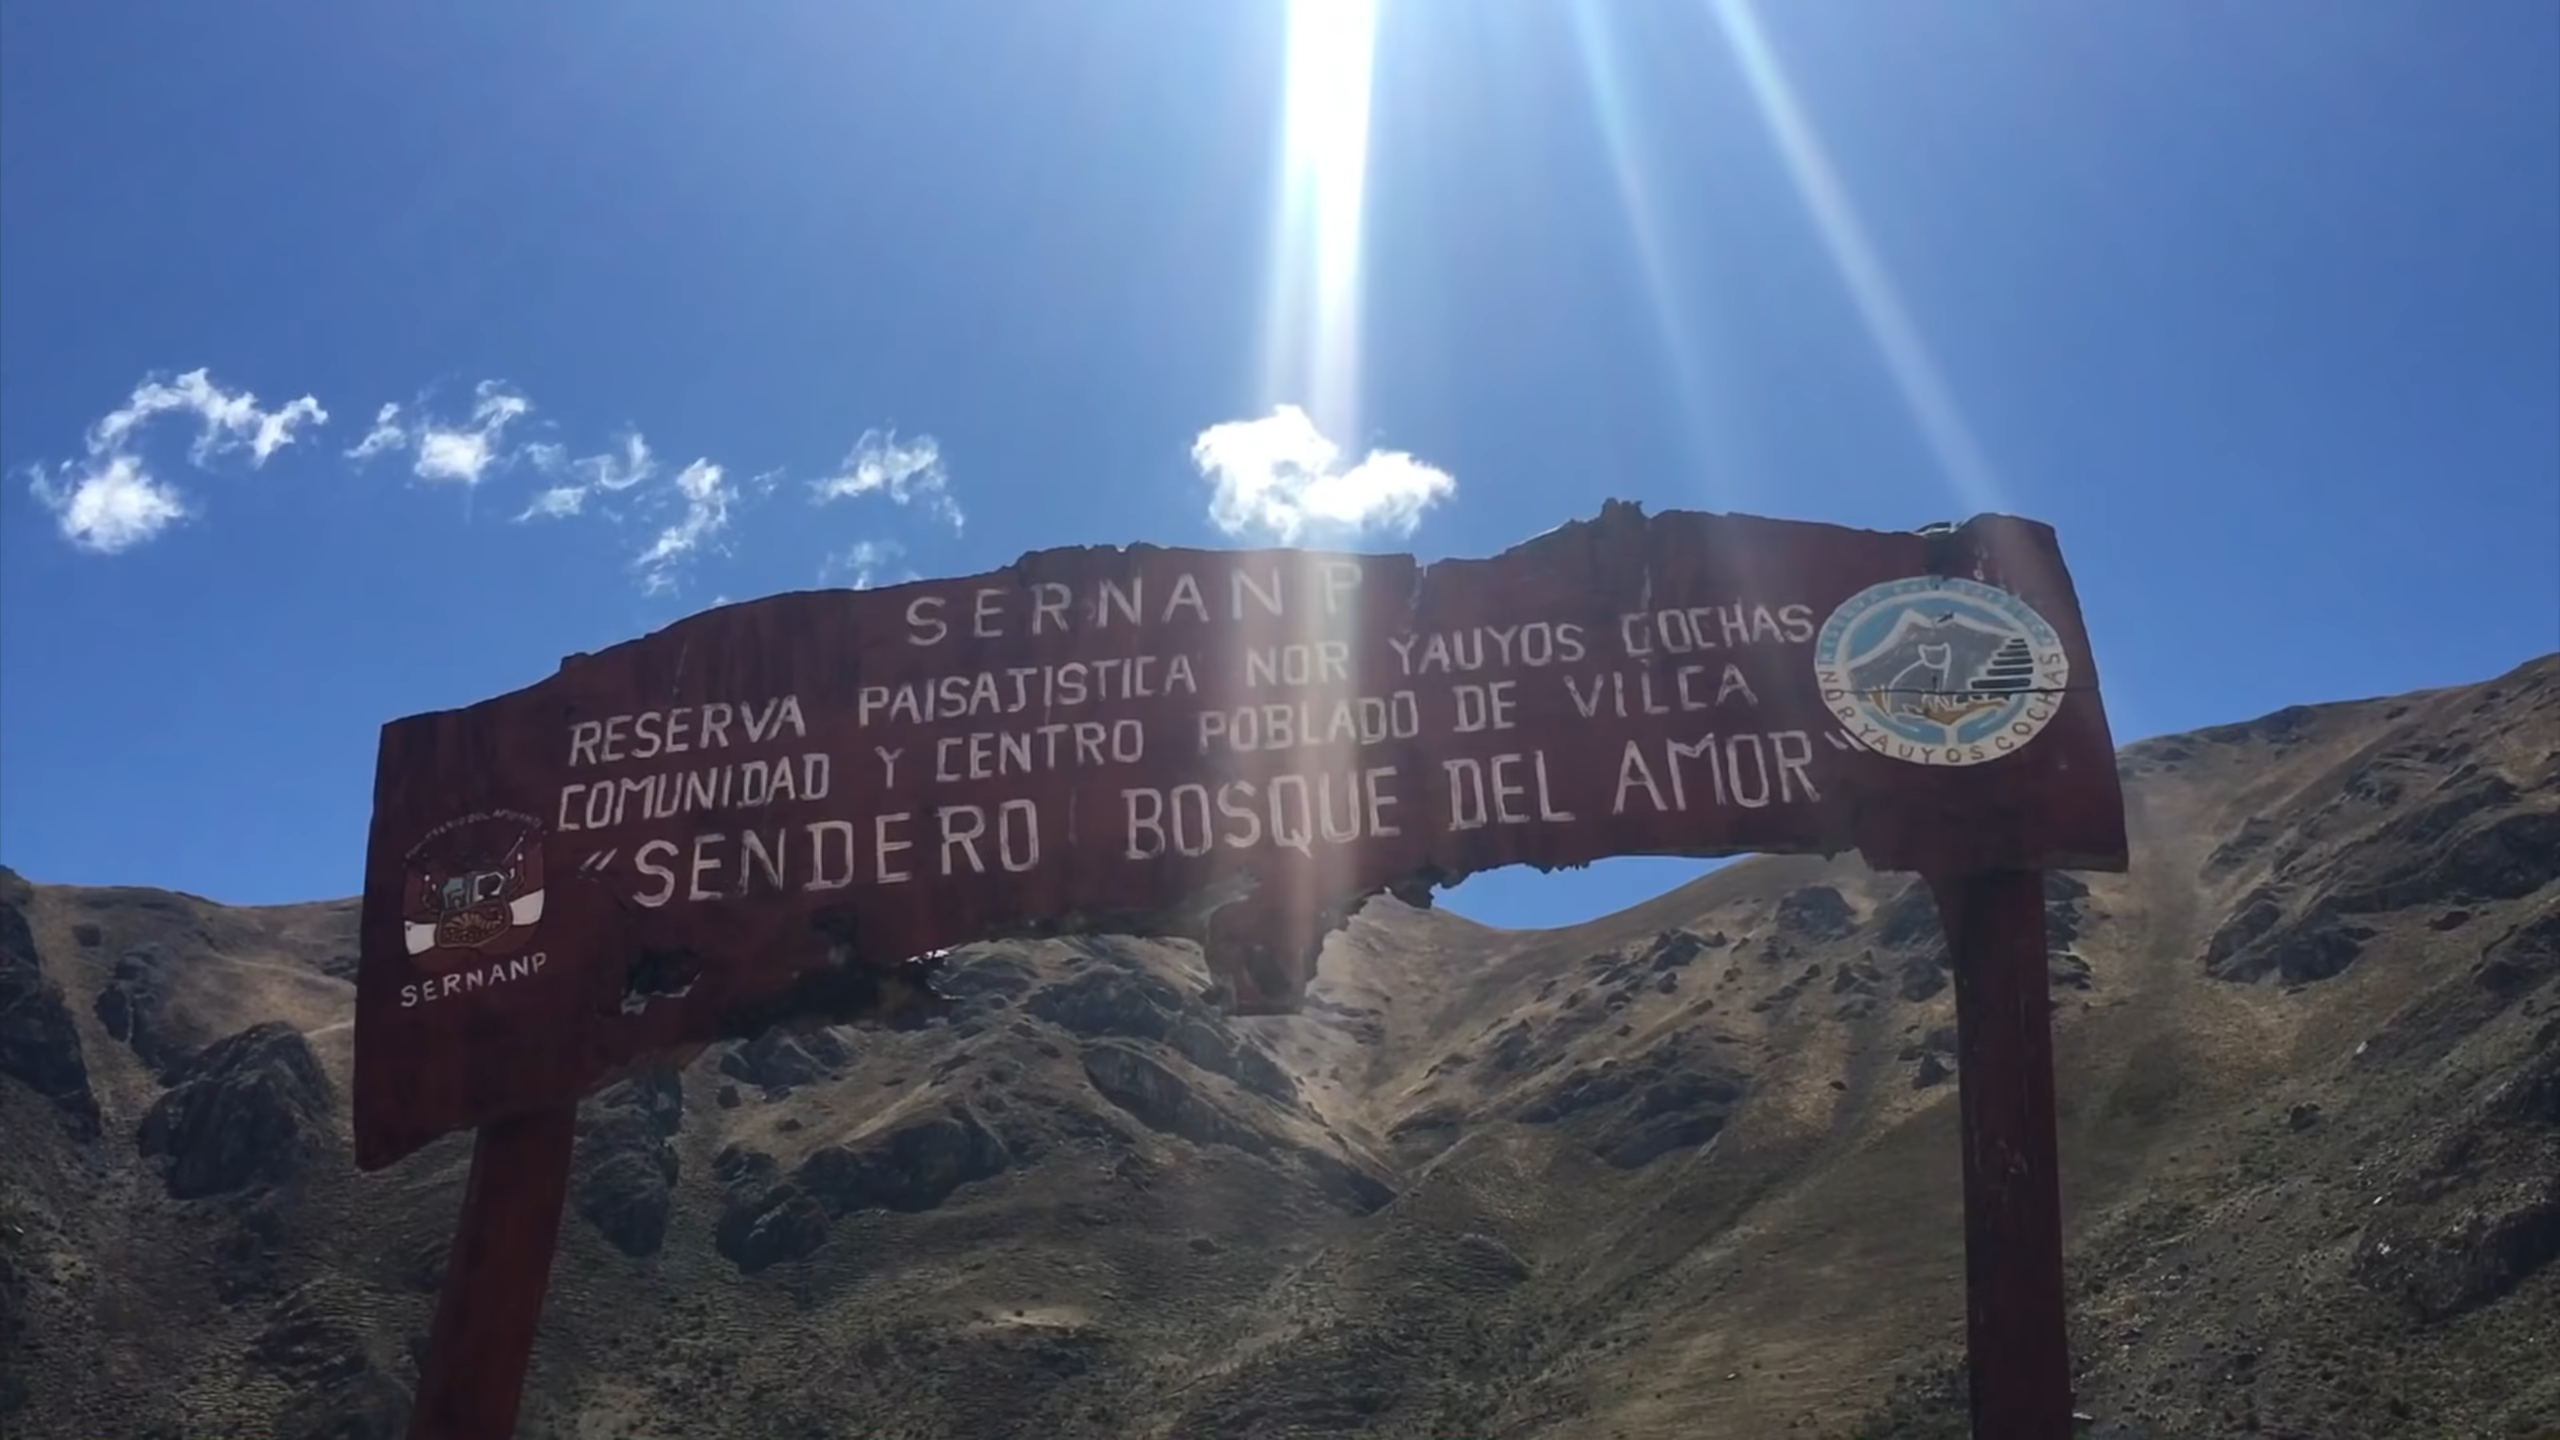 SERNANP
RESERVA PAISAJISTICA NOR YAUYOS COCHAS
COMUNIDAD Y CENTRO POBLADO DE VILCA
"SENDERO BOSQUE DEL AMOR"
SERNANP
NOR YAUYOS COCHAS